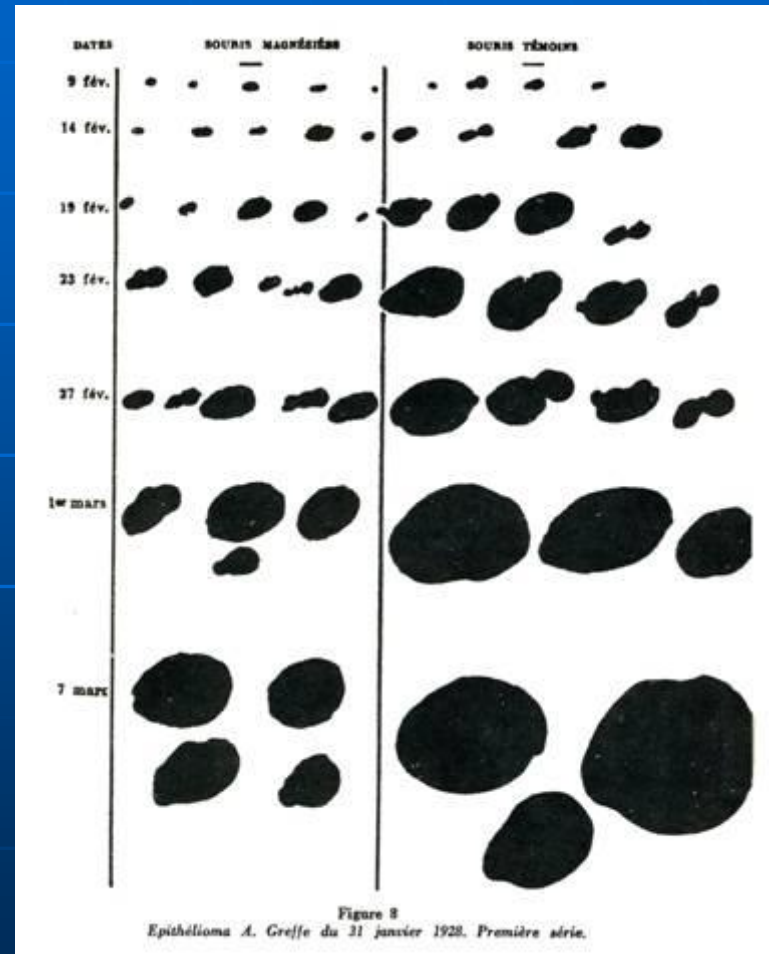 DATES SOURIS MAGNÉSIÉES SOURIS TÉMOINS
9 fév.
14 fév.
19 fév.
23 fév.
27 fév.
1er mars
7 mars
Figure 8
Epithélioma A. Greffe du 31 janvier 1928. Première série.